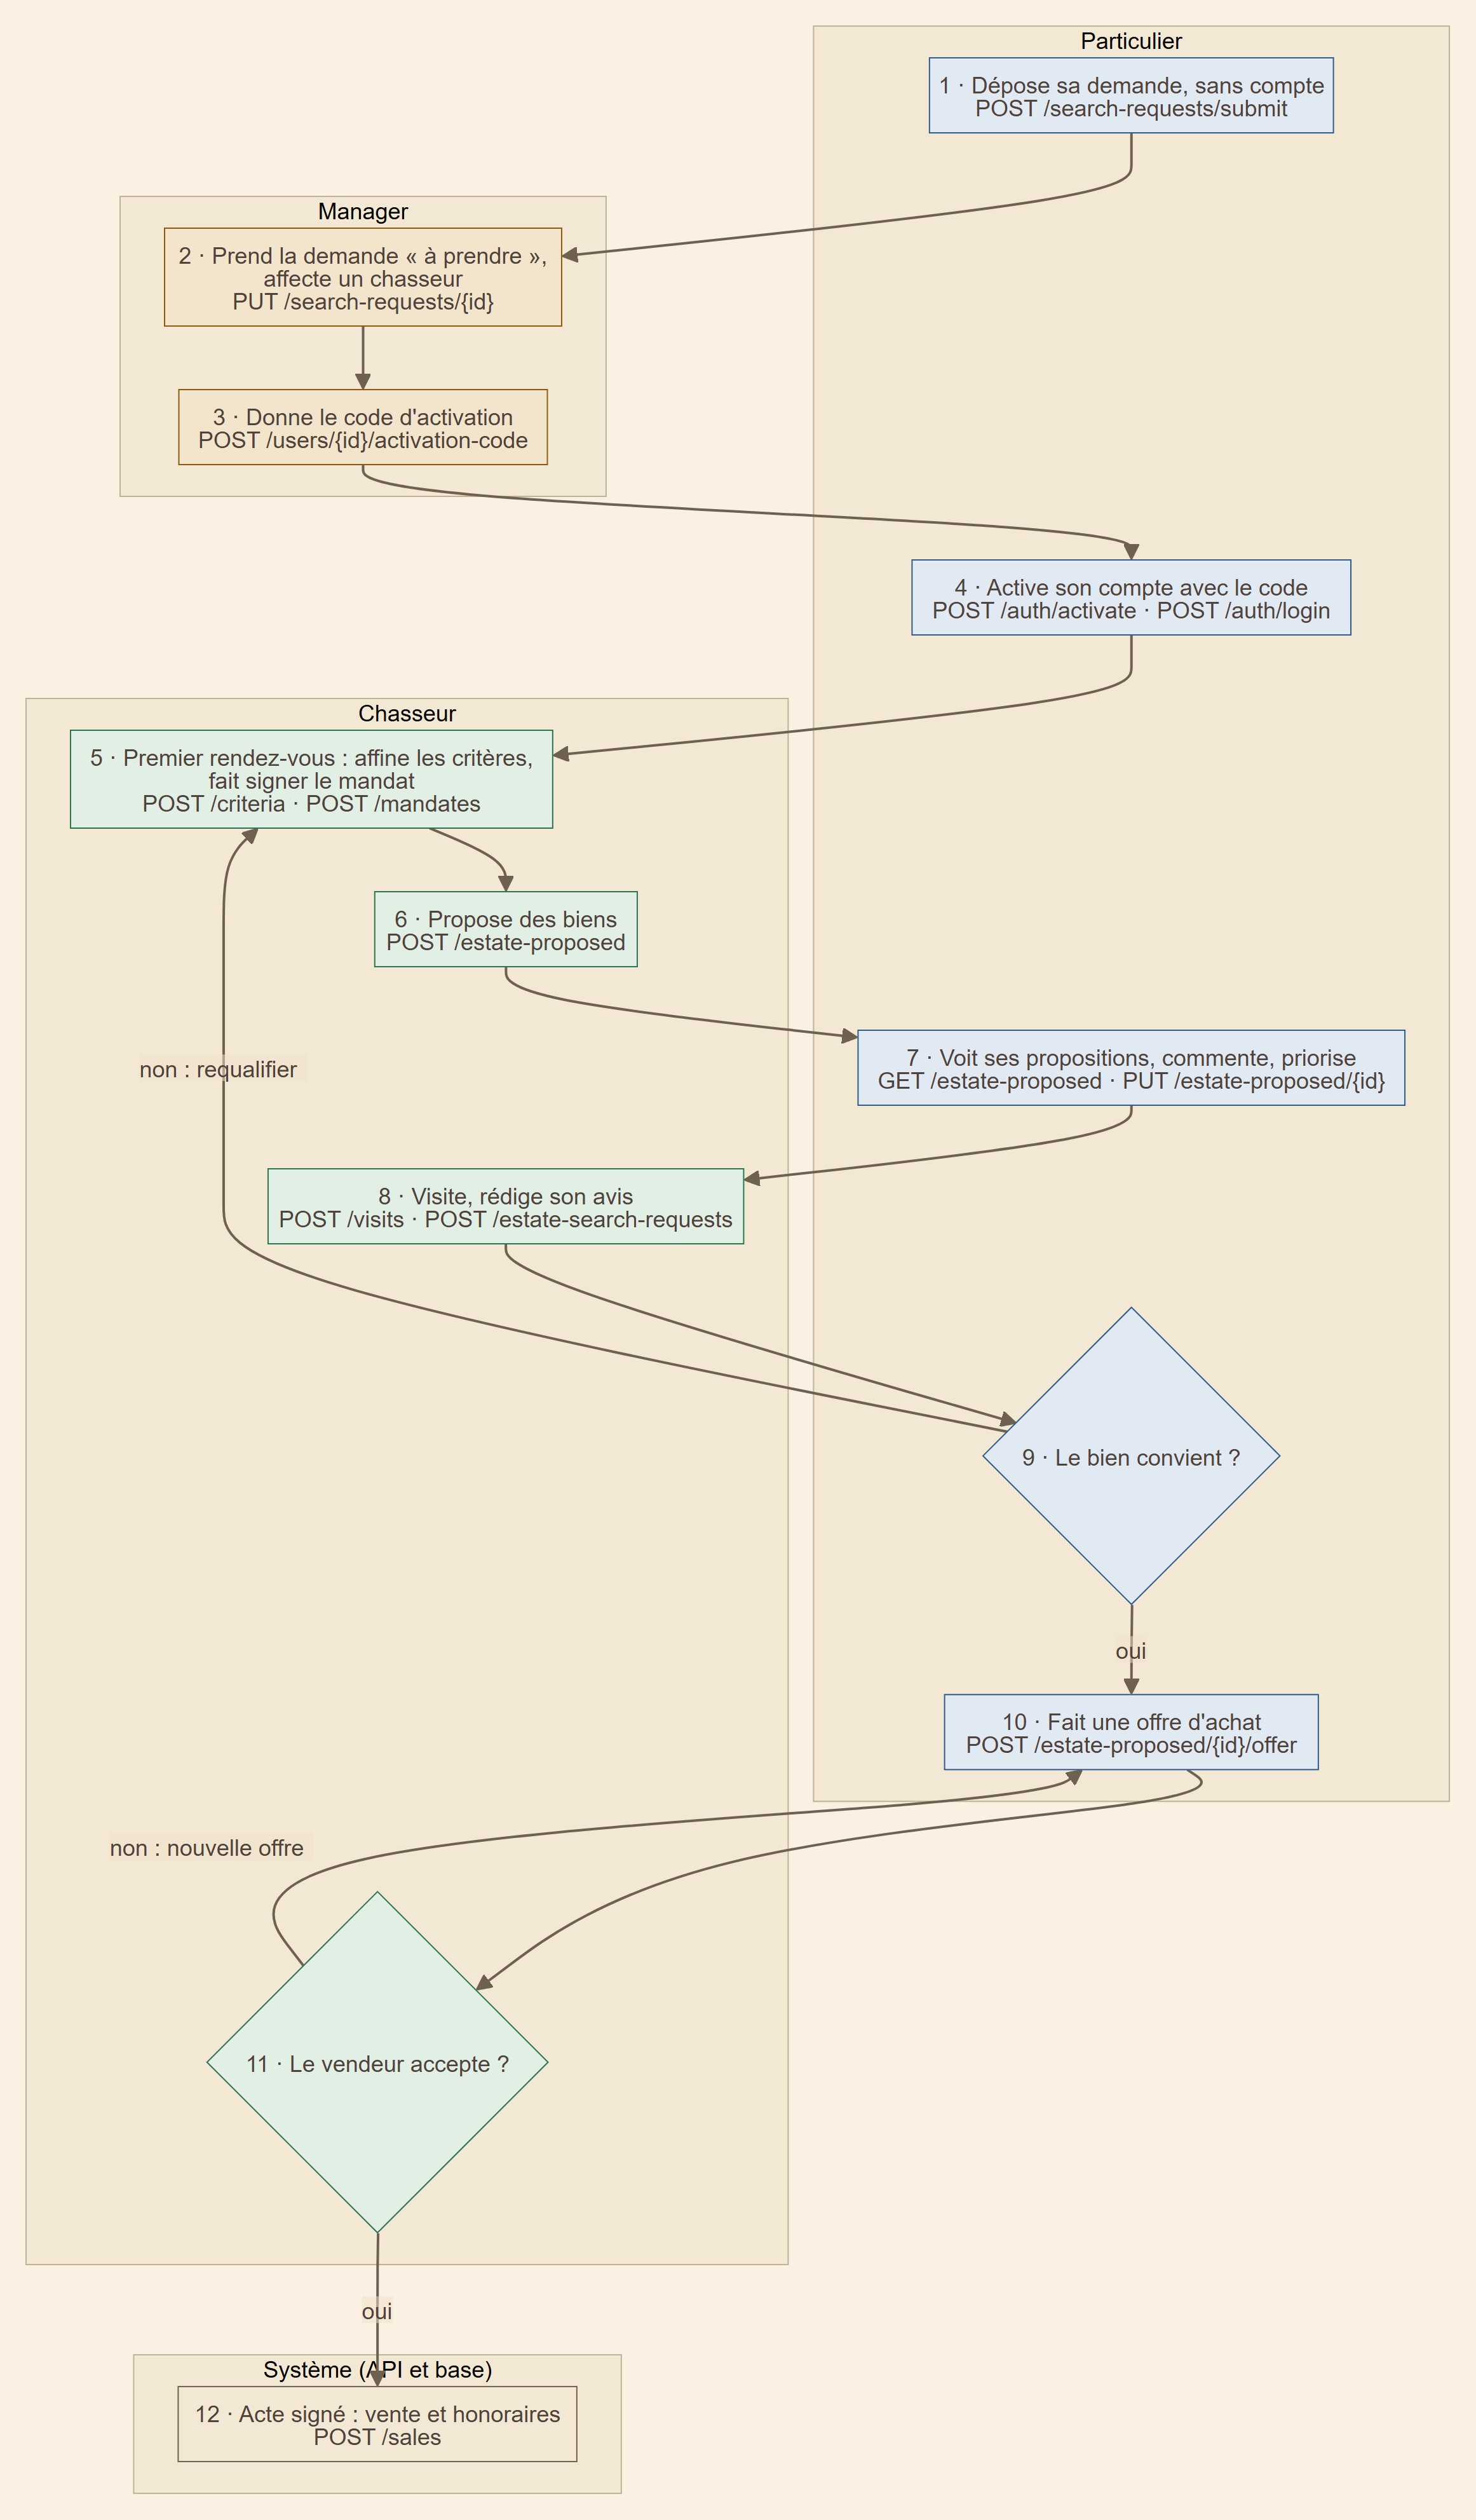 Particulier
1 · Dépose sa demande, sans compte
POST /search-requests/submit
Manager
2 · Prend la demande « à prendre »,
affecte un chasseur
PUT /search-requests/{id}
3 · Donne le code d'activation
POST /users/{id}/activation-code
4 · Active son compte avec le code
POST /auth/activate · POST /auth/login
Chasseur
5 · Premier rendez-vous : affine les critères,
fait signer le mandat
POST /criteria · POST /mandates
6 · Propose des biens
POST /estate-proposed
7 · Voit ses propositions, commente, priorise
GET /estate-proposed · PUT /estate-proposed/{id}
non : requalifier
8 · Visite, rédige son avis
POST /visits · POST /estate-search-requests
9 · Le bien convient ?
oui
10 · Fait une offre d'achat
POST /estate-proposed/{id}/offer
non : nouvelle offre
11 · Le vendeur accepte ?
oui
Système (API et base)
12 · Acte signé : vente et honoraires
POST /sales